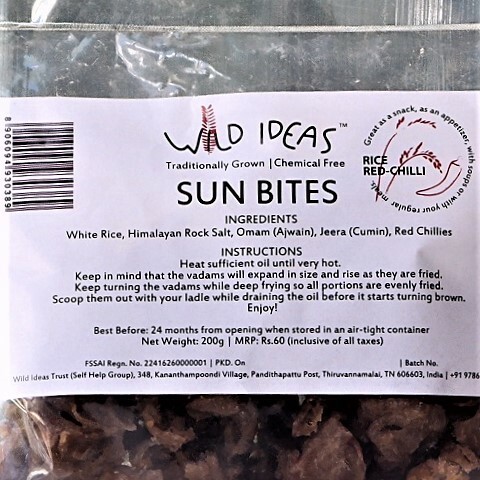 WILD IDEAS™
Traditionally Grown | Chemical Free
SUN BITES
Great as a snack, as an appetizer, with soups or with your regular meals
RICE
RED-CHILLI
INGREDIENTS
White Rice, Himalayan Rock Salt, Omam (Ajwain), Jeera (Cumin), Red Chillies
INSTRUCTIONS
Heat sufficient oil until very hot.
Keep in mind that the vadams will expand in size and rise as they are fried.
Keep turning the vadams while deep frying so all portions are evenly fried.
Scoop them out with your ladle while draining the oil before it starts turning brown.
Enjoy!
Best Before: 24 months from opening when stored in an air-tight container
Net Weight: 200g | MRP: Rs.60 (inclusive of all taxes)
FSSAI Regn. No. 22416260000001 | PKD. On | Batch No.
Wild Ideas Trust (Self Help Group), 348, Kananthampoondi Village, Pandithapattu Post, Thiruvannamalai, TN 606603, India | +91 9786
8906094930389